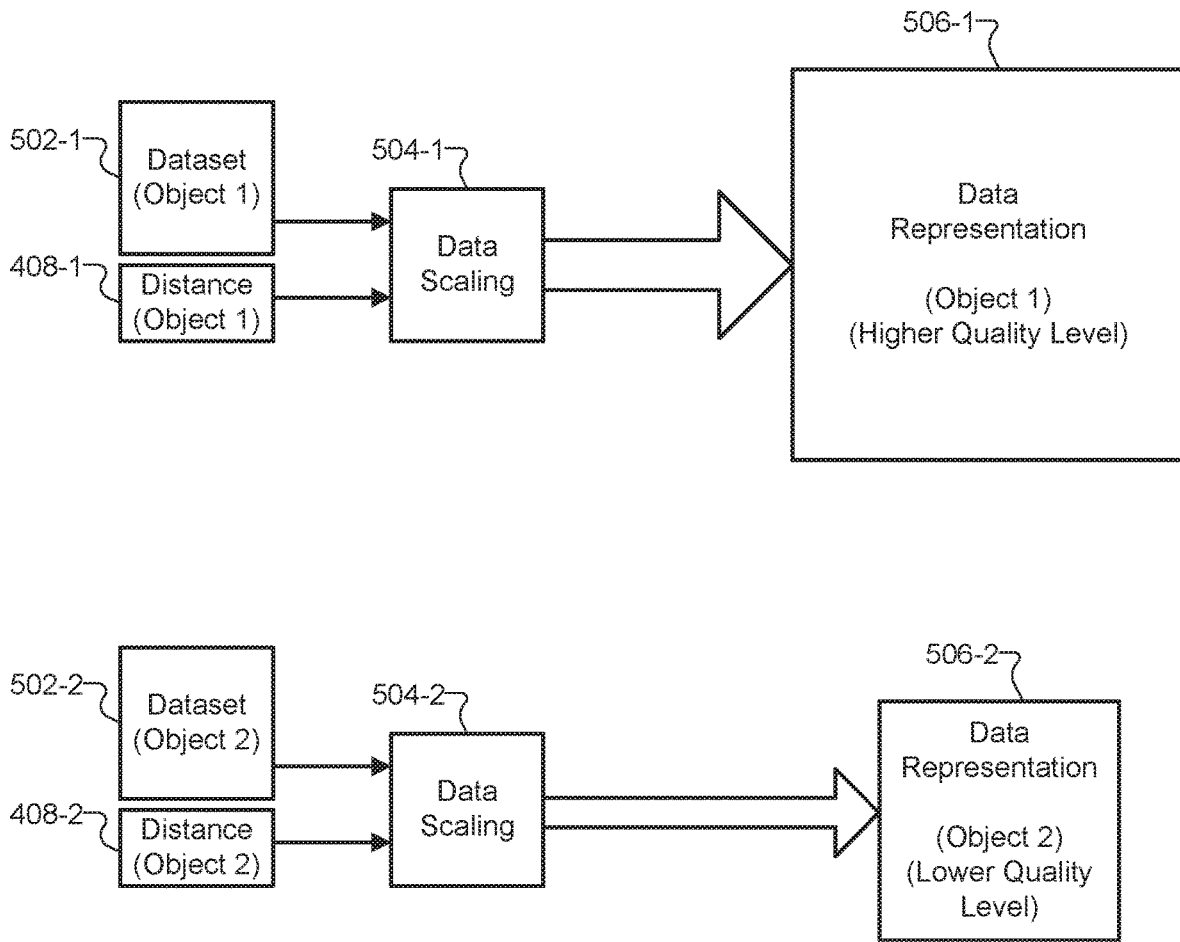 506-1
502-1
Dataset
(Object 1)
504-1
408-1
Distance
(Object 1)
Data
Scaling
Data
Representation
(Object 1)
(Higher Quality Level)
502-2
Dataset
(Object 2)
504-2
408-2
Distance
(Object 2)
Data
Scaling
506-2
Data
Representation
(Object 2)
(Lower Quality
Level)